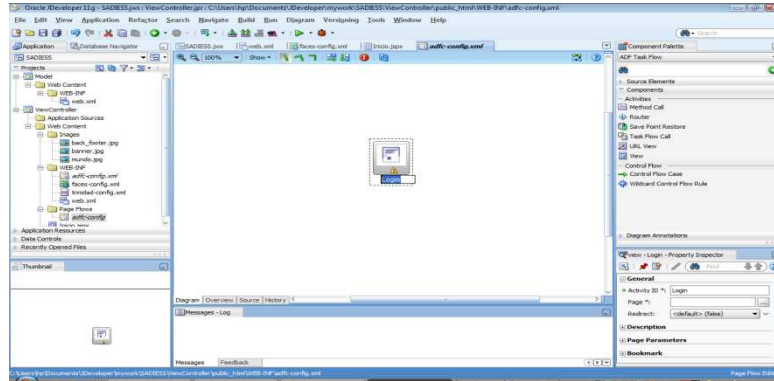 Oracle JDeveloper 11g - SADIESS.jws : ViewController.jpr : C:\Users\hp\Documents\JDeveloper\mywork\SADIESS\ViewController\public_html\WEB-INF\adfc-config.xml
File Edit View Application Refactor Search Navigate Build Run Diagram Versioning Tools Window Help
Search
Application Database Navigator
SADIESS.jws web.xml faces-config.xml Inicio.jspx adfc-config.xml
Component Palette
SADIESS
100% Show
ADF Task Flow
Projects
Model
Web Content
WEB-INF
web.xml
ViewController
Application Sources
Web Content
Images
back_footer.jpg
banner.jpg
mundo.jpg
WEB-INF
adfc-config.xml
faces-config.xml
trinidad-config.xml
web.xml
Page Flows
adfc-config
Inicio.jspx
Application Resources
Data Controls
Recently Opened Files
Thumbnail
Login
Diagram Overview Source History
Messages - Log
Messages Feedback
Source Elements
Components
Activities
Method Call
Router
Save Point Restore
Task Flow Call
URL View
View
Control Flow
Control Flow Case
Wildcard Control Flow Rule
Diagram Annotations
view - Login - Property Inspector
Find
General
Activity ID *: Login
Page *:
Redirect: <default> (false)
Description
Page Parameters
Bookmark
C:\Users\hp\Documents\JDeveloper\mywork\SADIESS\ViewController\public_html\WEB-INF\adfc-config.xml
Page Flow Edit